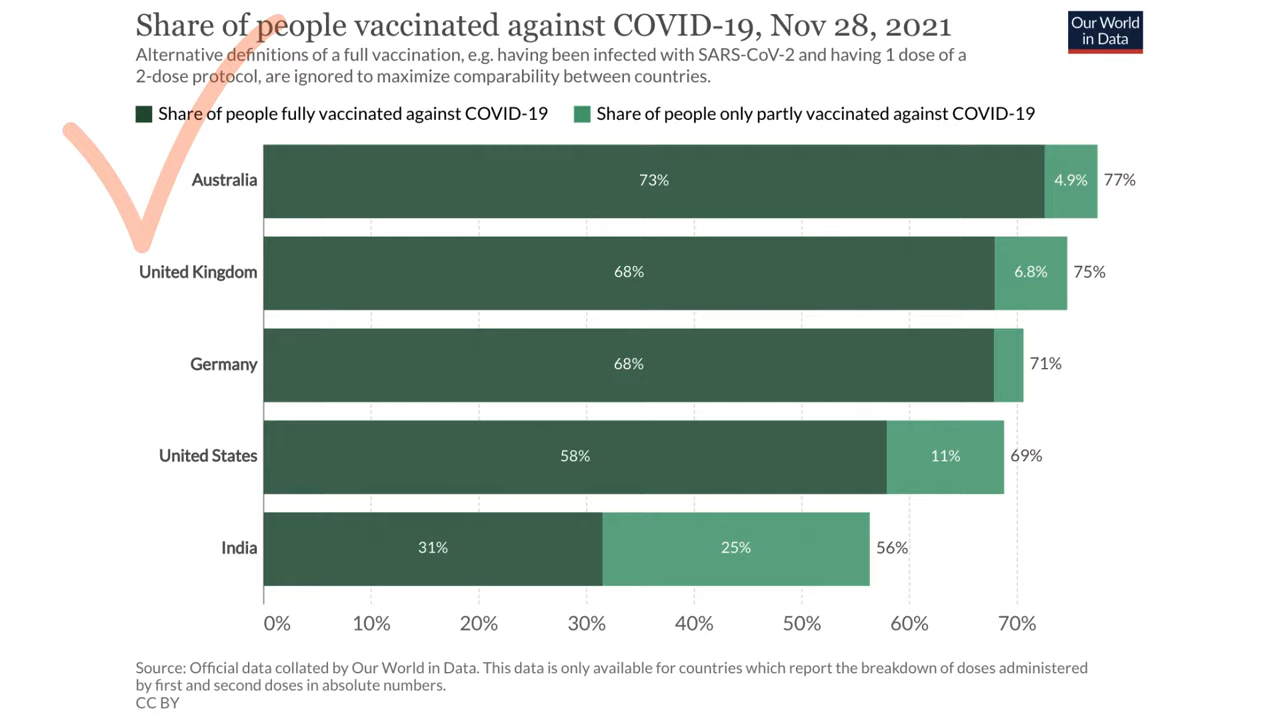 Share of people vaccinated against COVID-19, Nov 28, 2021
Our World
in Data
Alternative definitions of a full vaccination, e.g. having been infected with SARS-CoV-2 and having 1 dose of a
2-dose protocol, are ignored to maximize comparability between countries.
Share of people fully vaccinated against COVID-19
Share of people only partly vaccinated against COVID-19
Australia 73% 4.9% 77%
United Kingdom 68% 6.8% 75%
Germany 68% 71%
United States 58% 11% 69%
India 31% 25% 56%
0% 10% 20% 30% 40% 50% 60% 70%
Source: Official data collated by Our World in Data. This data is only available for countries which report the breakdown of doses administered
by first and second doses in absolute numbers.
CC BY